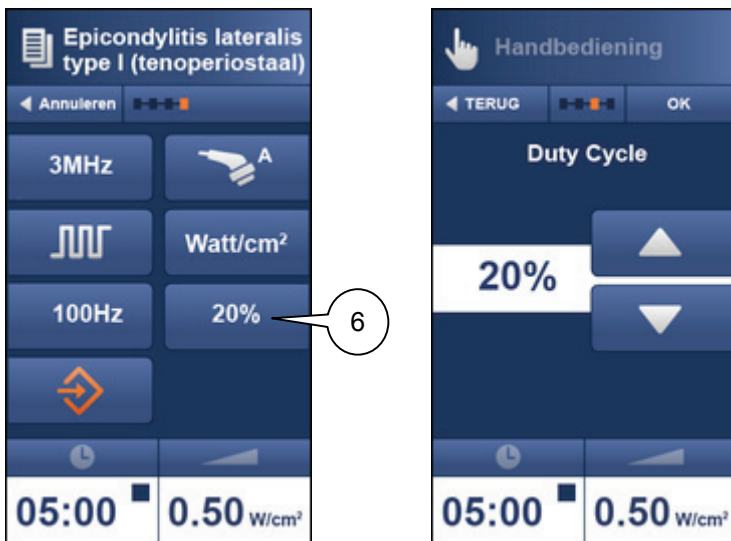 Epicondylitis lateralis
type I (tenoperiostaal)
Annuleren
3MHz
A
Watt/cm²
100Hz
20%
6
05:00
0.50 W/cm²
Handbediening
TERUG
OK
Duty Cycle
20%
05:00
0.50 W/cm²